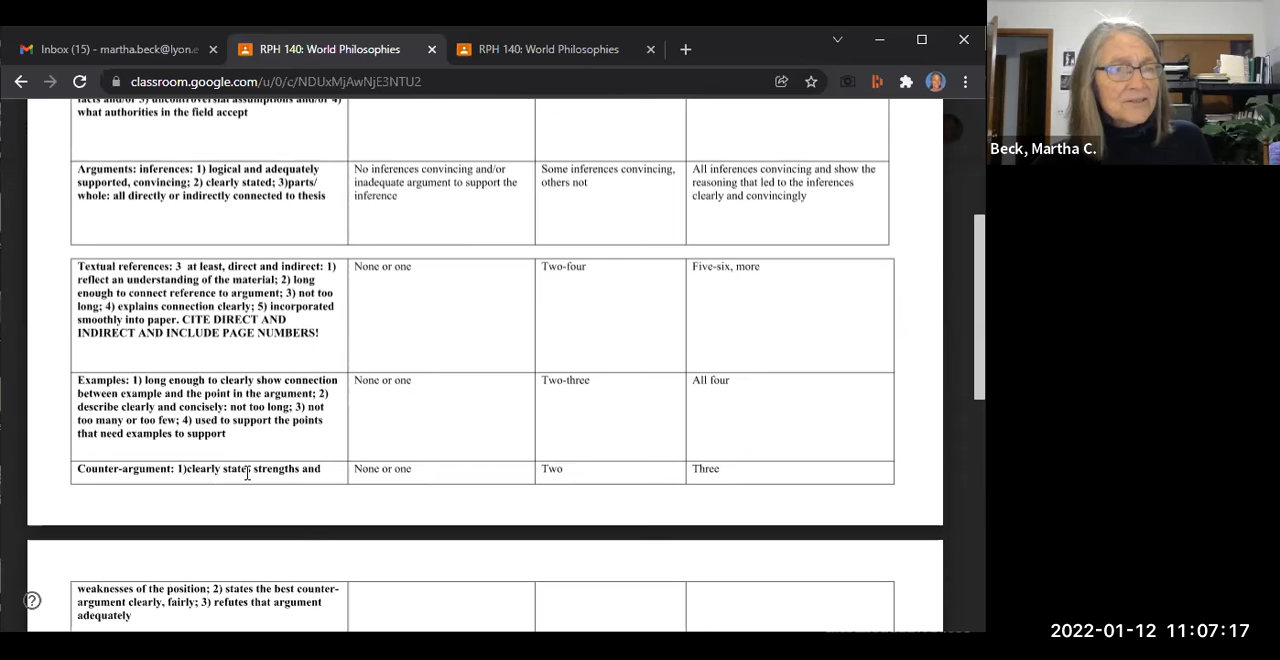 Inbox (15) - martha.beck@lyon.e
RPH 140: World Philosophies
RPH 140: World Philosophies
classroom.google.com/u/0/c/NDUxMjAwNjE3NTU2
Beck, Martha C.
facts and/or 3) uncontroversial assumptions and/or 4)
what authorities in the field accept
Arguments: inferences: 1) logical and adequately
supported, convincing; 2) clearly stated; 3)parts/
whole: all directly or indirectly connected to thesis
No inferences convincing and/or
inadequate argument to support the
inference
Some inferences convincing,
others not
All inferences convincing and show the
reasoning that led to the inferences
clearly and convincingly
Textual references: 3 at least, direct and indirect: 1)
reflect an understanding of the material; 2) long
enough to connect reference to argument; 3) not too
long; 4) explains connection clearly; 5) incorporated
smoothly into paper. CITE DIRECT AND
INDIRECT AND INCLUDE PAGE NUMBERS!
None or one
Two-four
Five-six, more
Examples: 1) long enough to clearly show connection
between example and the point in the argument; 2)
describe clearly and concisely: not too long; 3) not
too many or too few; 4) used to support the points
that need examples to support
None or one
Two-three
All four
Counter-argument: 1)clearly states strengths and
None or one
Two
Three
weaknesses of the position; 2) states the best counter-
argument clearly, fairly; 3) refutes that argument
adequately
2022-01-12 11:07:17